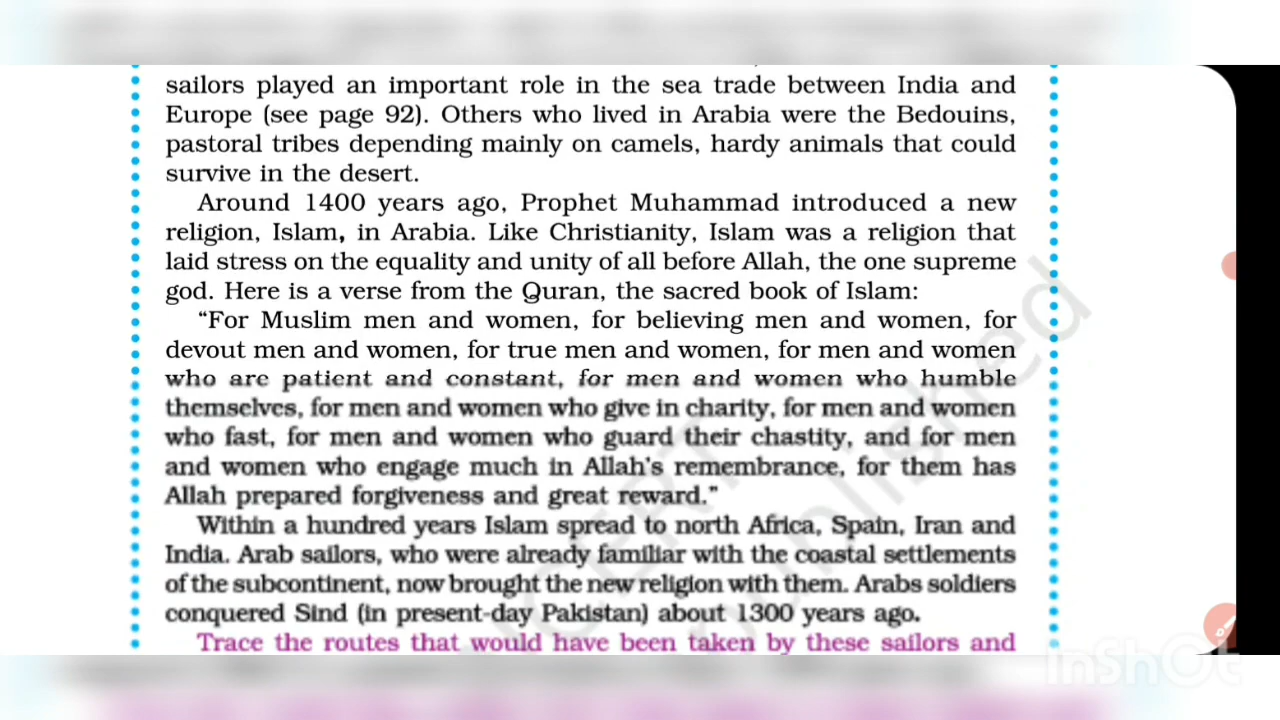 sailors played an important role in the sea trade between India and
Europe (see page 92). Others who lived in Arabia were the Bedouins,
pastoral tribes depending mainly on camels, hardy animals that could
survive in the desert.
Around 1400 years ago, Prophet Muhammad introduced a new
religion, Islam, in Arabia. Like Christianity, Islam was a religion that
laid stress on the equality and unity of all before Allah, the one supreme
god. Here is a verse from the Quran, the sacred book of Islam:
“For Muslim men and women, for believing men and women, for
devout men and women, for true men and women, for men and women
who are patient and constant, for men and women who humble
themselves, for men and women who give in charity, for men and women
who fast, for men and women who guard their chastity, and for men
and women who engage much in Allah’s remembrance, for them has
Allah prepared forgiveness and great reward.”
Within a hundred years Islam spread to north Africa, Spain, Iran and
India. Arab sailors, who were already familiar with the coastal settlements
of the subcontinent, now brought the new religion with them. Arabs soldiers
conquered Sind (in present-day Pakistan) about 1300 years ago.
Trace the routes that would have been taken by these sailors and
InShOt